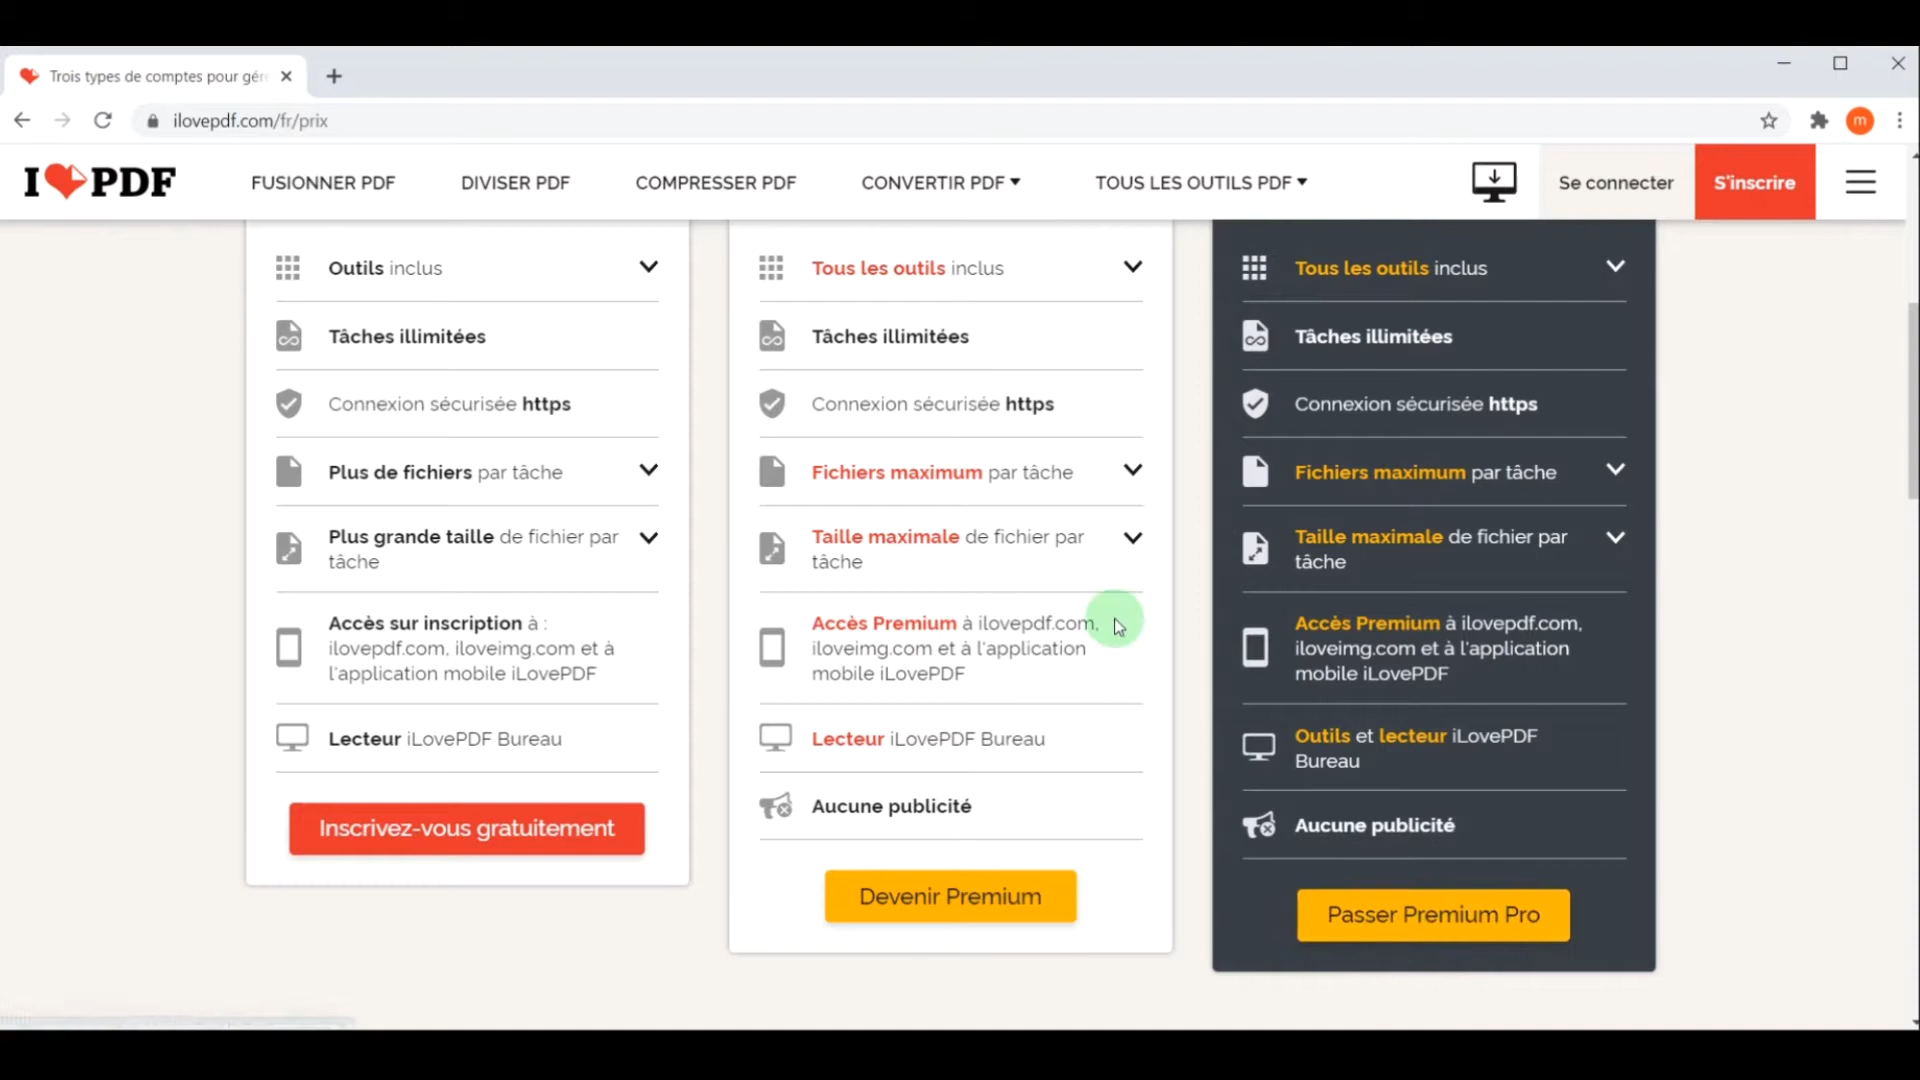 Trois types de comptes pour gér
ilovepdf.com/fr/prix
m
I PDF
FUSIONNER PDF
DIVISER PDF
COMPRESSER PDF
CONVERTIR PDF
TOUS LES OUTILS PDF
Se connecter
S'inscrire
Outils inclus
Tâches illimitées
Connexion sécurisée https
Plus de fichiers par tâche
Plus grande taille de fichier par
tâche
Accès sur inscription à :
ilovepdf.com, iloveimg.com et à
l'application mobile iLovePDF
Lecteur iLovePDF Bureau
Inscrivez-vous gratuitement
Tous les outils inclus
Tâches illimitées
Connexion sécurisée https
Fichiers maximum par tâche
Taille maximale de fichier par
tâche
Accès Premium à ilovepdf.com,
iloveimg.com et à l'application
mobile iLovePDF
Lecteur iLovePDF Bureau
Aucune publicité
Devenir Premium
Tous les outils inclus
Tâches illimitées
Connexion sécurisée https
Fichiers maximum par tâche
Taille maximale de fichier par
tâche
Accès Premium à ilovepdf.com,
iloveimg.com et à l'application
mobile iLovePDF
Outils et lecteur iLovePDF
Bureau
Aucune publicité
Passer Premium Pro